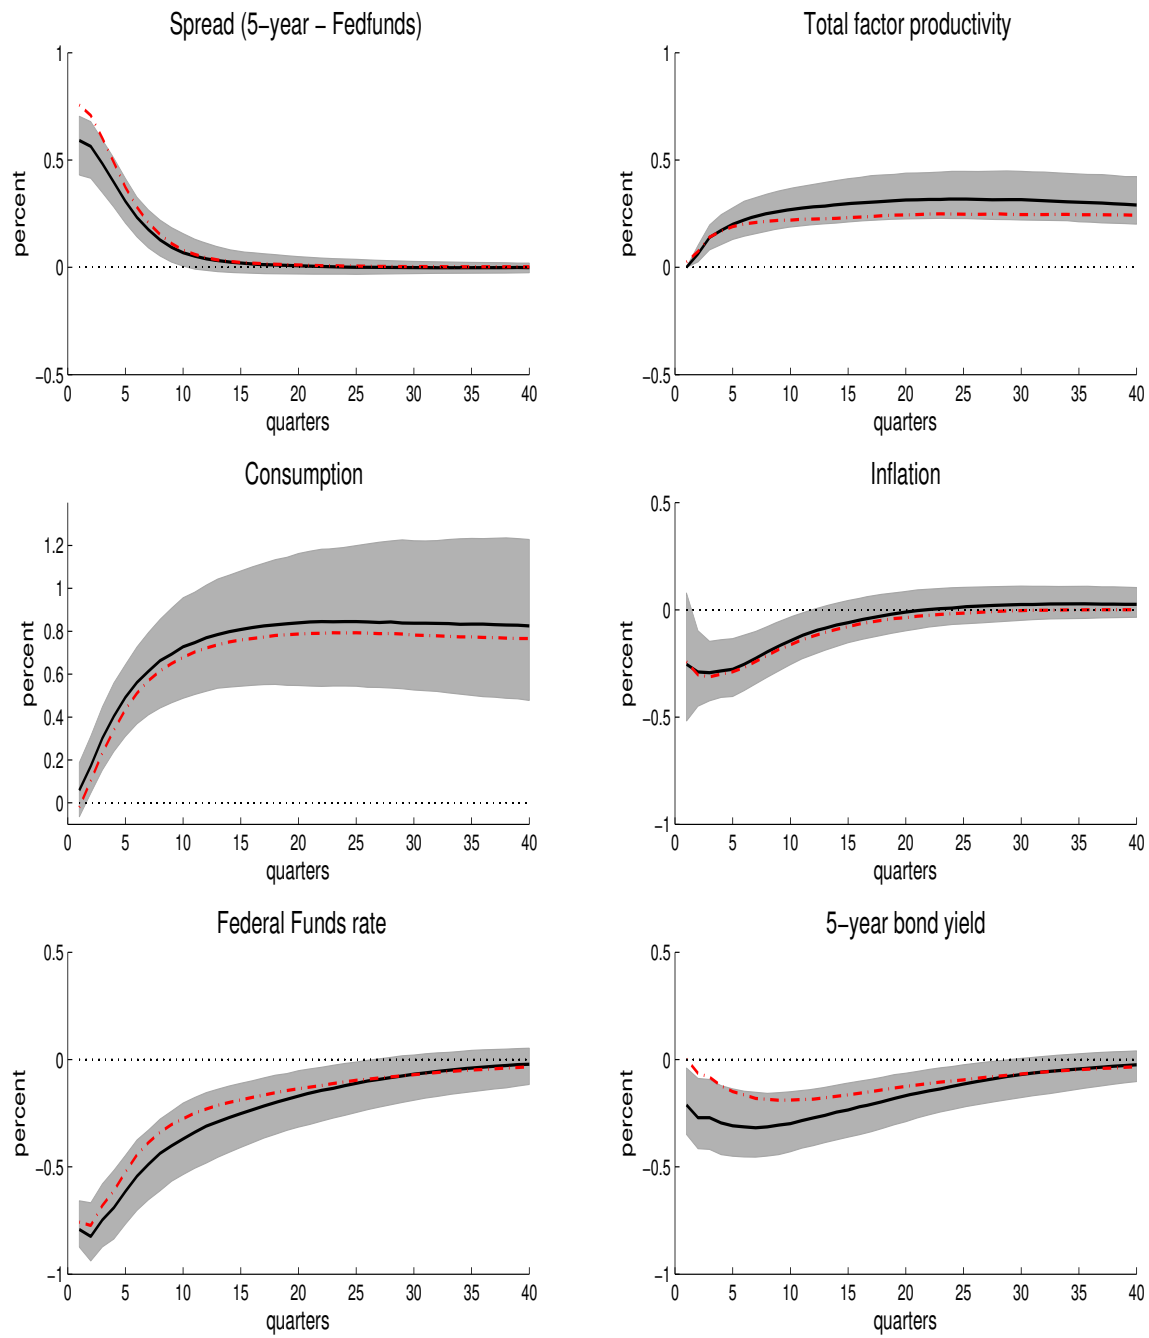 Spread (5−year − Fedfunds)
1
0.5
0
−0.5
percent
0 5 10 15 20 25 30 35 40
quarters
Total factor productivity
1
0.5
0
−0.5
percent
0 5 10 15 20 25 30 35 40
quarters
Consumption
1.2
1
0.8
0.6
0.4
0.2
0
percent
0 5 10 15 20 25 30 35 40
quarters
Inflation
0.5
0
−0.5
−1
percent
0 5 10 15 20 25 30 35 40
quarters
Federal Funds rate
0.5
0
−0.5
−1
percent
0 5 10 15 20 25 30 35 40
quarters
5−year bond yield
0.5
0
−0.5
−1
percent
0 5 10 15 20 25 30 35 40
quarters